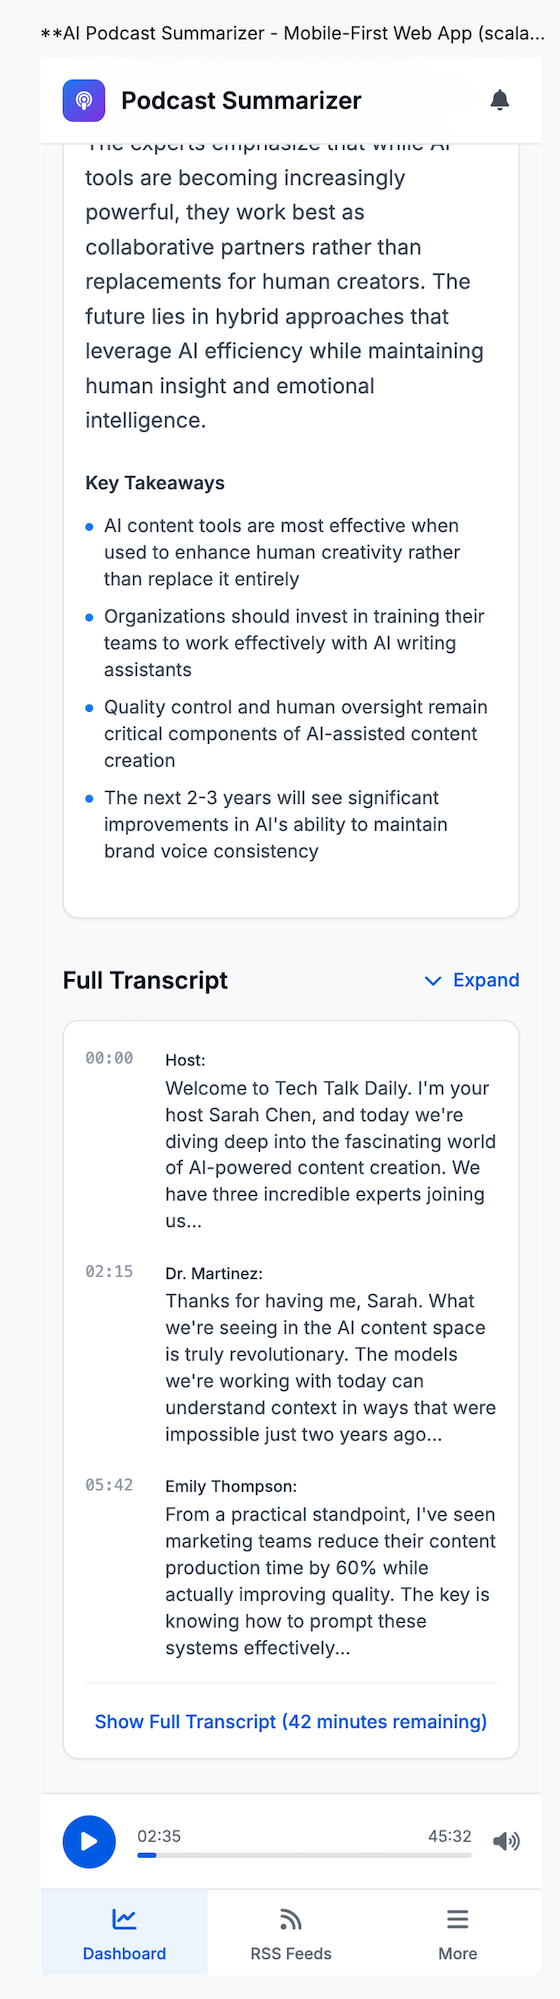 **AI Podcast Summarizer - Mobile-First Web App (scala...
Podcast Summarizer
The experts emphasize that while AI
tools are becoming increasingly
powerful, they work best as
collaborative partners rather than
replacements for human creators. The
future lies in hybrid approaches that
leverage AI efficiency while maintaining
human insight and emotional
intelligence.
Key Takeaways
AI content tools are most effective when
used to enhance human creativity rather
than replace it entirely
Organizations should invest in training their
teams to work effectively with AI writing
assistants
Quality control and human oversight remain
critical components of AI-assisted content
creation
The next 2-3 years will see significant
improvements in AI's ability to maintain
brand voice consistency
Full Transcript
Expand
00:00
Host:
Welcome to Tech Talk Daily. I'm your
host Sarah Chen, and today we're
diving deep into the fascinating world
of AI-powered content creation. We
have three incredible experts joining
us...
02:15
Dr. Martinez:
Thanks for having me, Sarah. What
we're seeing in the AI content space
is truly revolutionary. The models
we're working with today can
understand context in ways that were
impossible just two years ago...
05:42
Emily Thompson:
From a practical standpoint, I've seen
marketing teams reduce their content
production time by 60% while
actually improving quality. The key is
knowing how to prompt these
systems effectively...
Show Full Transcript (42 minutes remaining)
02:35
45:32
Dashboard
RSS Feeds
More